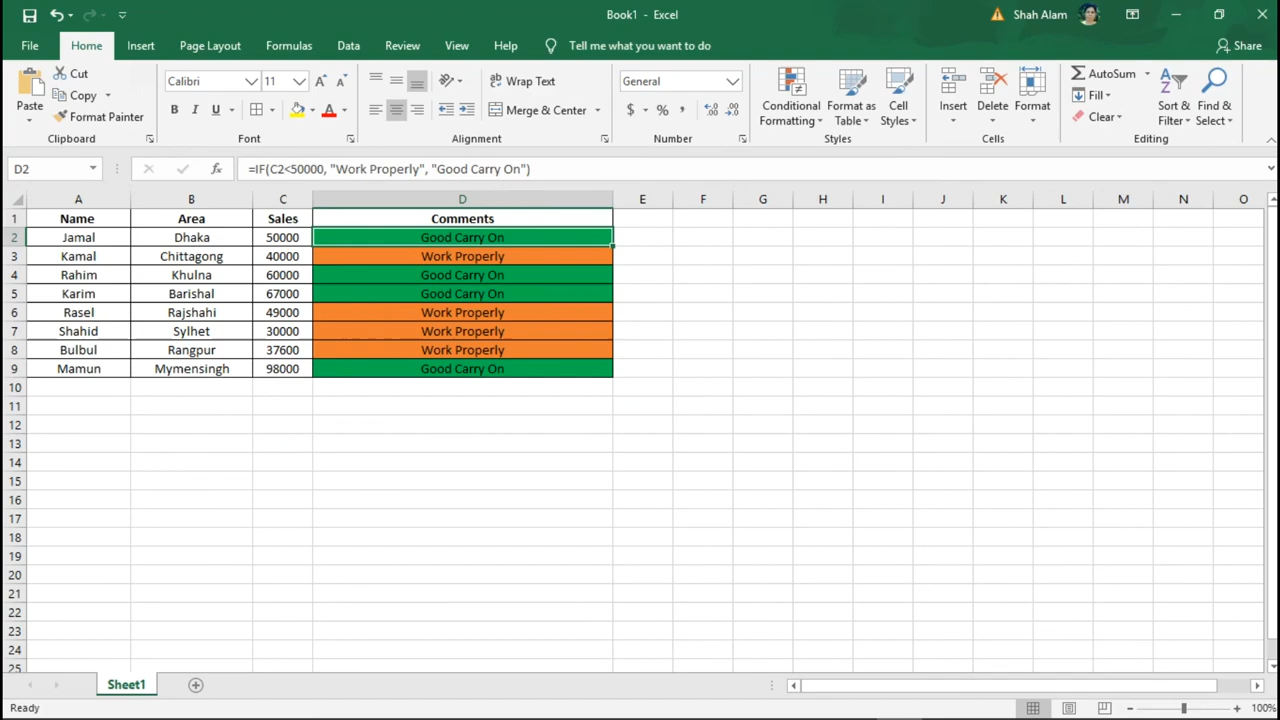 Book1 - Excel
Shah Alam
File Home Insert Page Layout Formulas Data Review View Help Tell me what you want to do Share
Cut
Copy
Format Painter
Paste
Clipboard
Calibri 11
B I U
Font
Wrap Text
Merge & Center
Alignment
General
$ % ,
Number
Conditional Formatting
Format as Table
Cell Styles
Styles
Insert Delete Format
Cells
AutoSum
Fill
Clear
Sort & Filter
Find & Select
Editing
D2 fx =IF(C2<50000, "Work Properly", "Good Carry On")
A B C D E F G H I J K L M N O
1 Name Area Sales Comments
2 Jamal Dhaka 50000 Good Carry On
3 Kamal Chittagong 40000 Work Properly
4 Rahim Khulna 60000 Good Carry On
5 Karim Barishal 67000 Good Carry On
6 Rasel Rajshahi 49000 Work Properly
7 Shahid Sylhet 30000 Work Properly
8 Bulbul Rangpur 37600 Work Properly
9 Mamun Mymensingh 98000 Good Carry On
10
11
12
13
14
15
16
17
18
19
20
21
22
23
24
25
Sheet1
Ready
100%